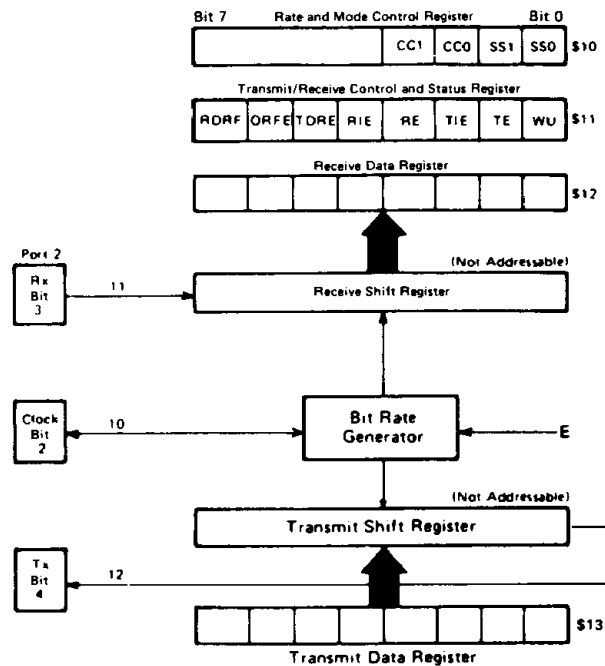 Bit 7 Rate and Mode Control Register Bit 0
CC1 CC0 SS1 SS0 $10
Transmit/Receive Control and Status Register
RDRF ORFE TDRE RIE RE TIE TE WU $11
Receive Data Register
$12
Port 2
(Not Addressable)
Rx
Bit
3
11
Receive Shift Register
Clock
Bit
2
10
Bit Rate
Generator
E
(Not Addressable)
Transmit Shift Register
Tx
Bit
4
12
$13
Transmit Data Register